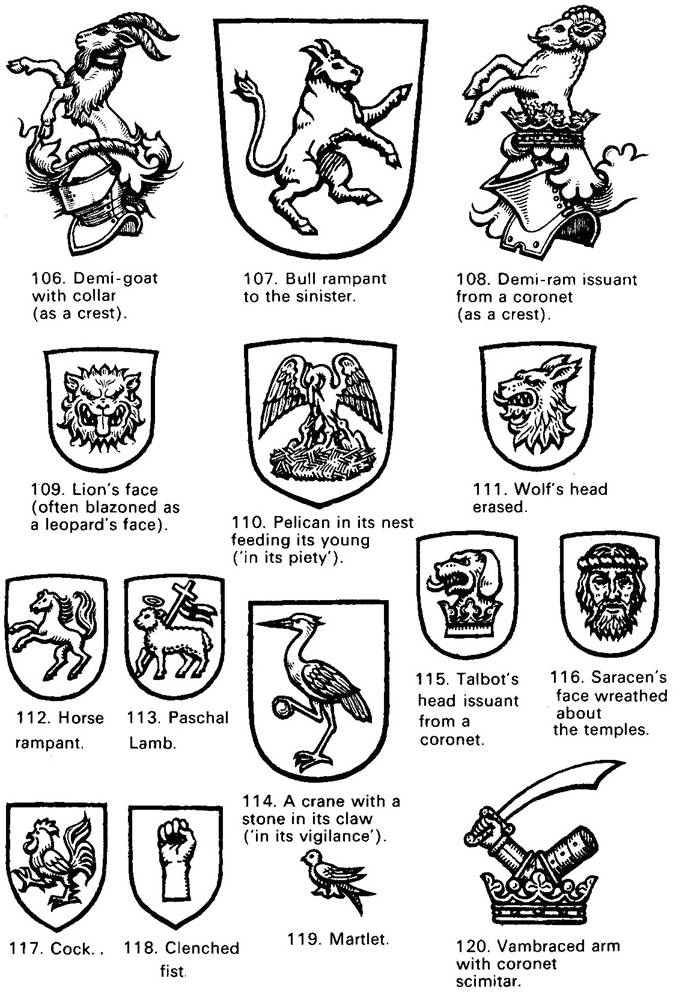 106. Demi-goat
with collar
(as a crest).
107. Bull rampant
to the sinister.
108. Demi-ram issuant
from a coronet
(as a crest).
109. Lion's face
(often blazoned as
a leopard's face).
110. Pelican in its nest
feeding its young
('in its piety').
111. Wolf's head
erased.
112. Horse
rampant.
113. Paschal
Lamb.
114. A crane with a
stone in its claw
('in its vigilance').
115. Talbot's
head issuant
from a
coronet.
116. Saracen's
face wreathed
about
the temples.
117. Cock. .
118. Clenched
fist.
119. Martlet.
120. Vambraced arm
with coronet
scimitar.